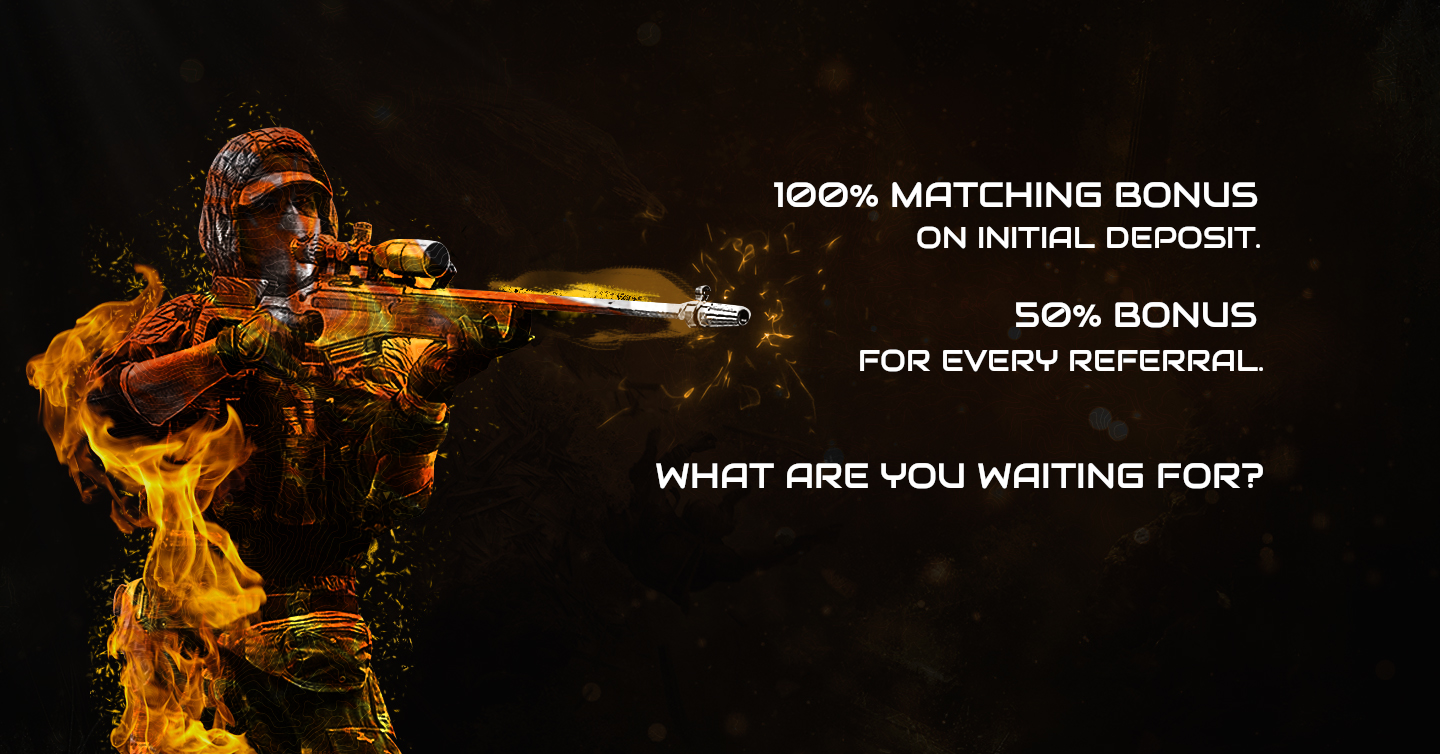 100% MATCHING BONUS
ON INITIAL DEPOSIT.
50% BONUS
FOR EVERY REFERRAL.
WHAT ARE YOU WAITING FOR?